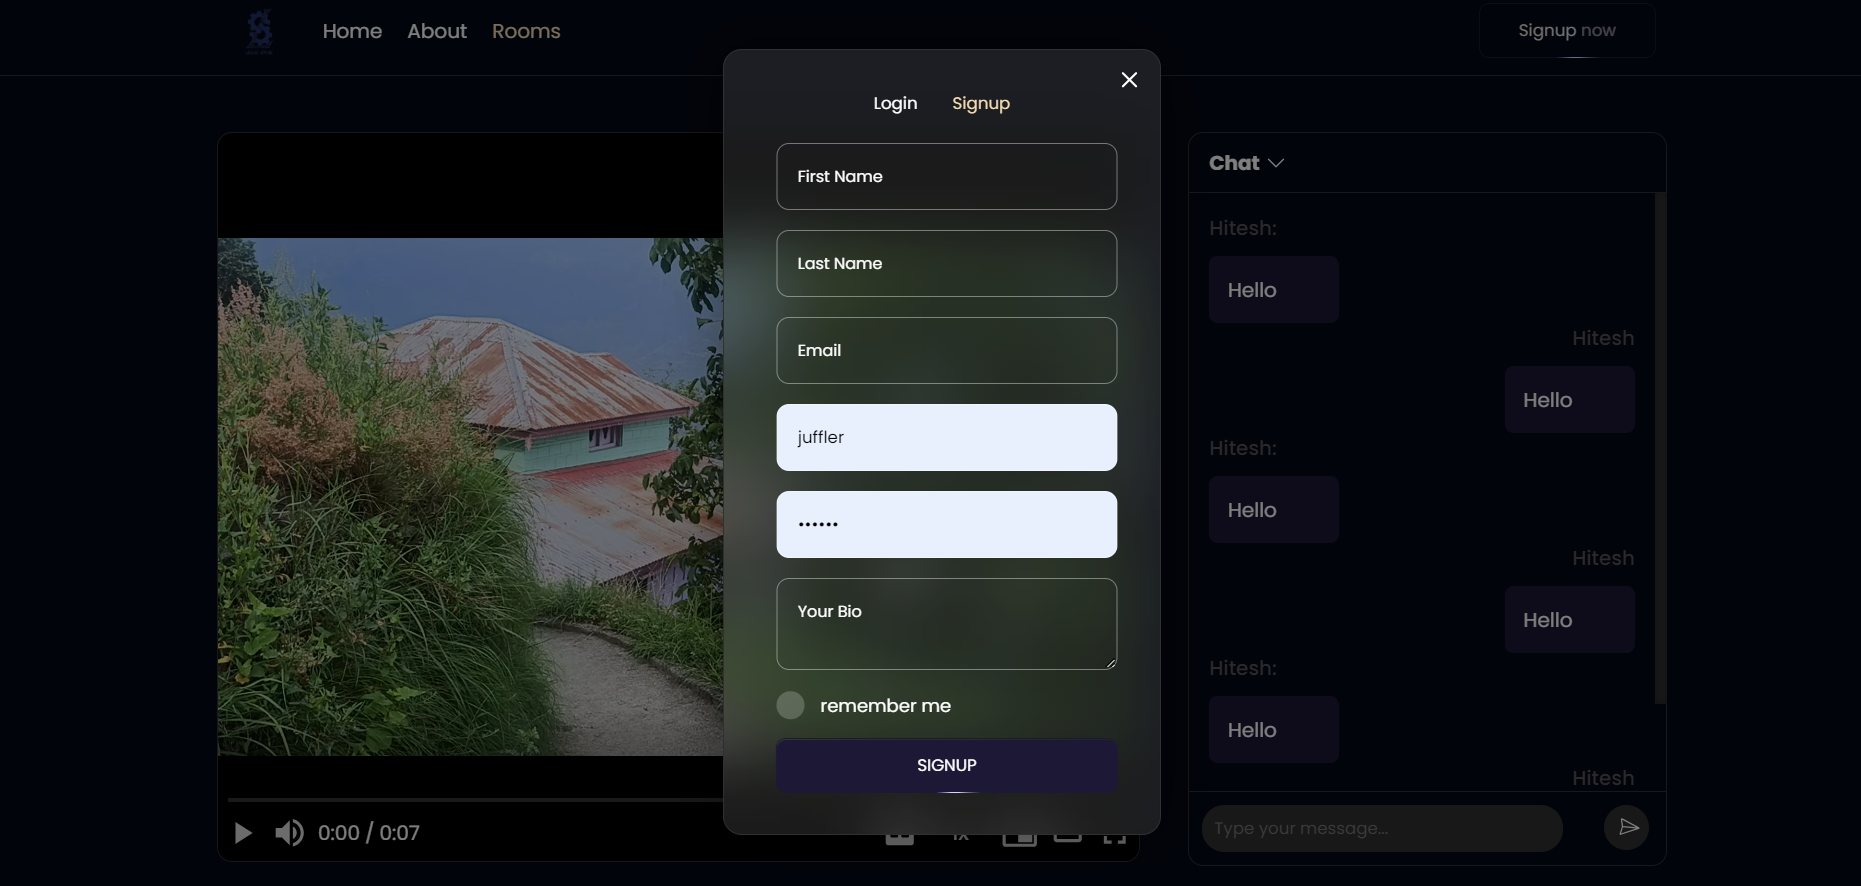 Home About Rooms
Signup now
Login Signup
First Name
Last Name
Email
juffler
••••••
Your Bio
remember me
SIGNUP
0:00 / 0:07
1x
Chat
Hitesh:
Hello
Hitesh
Hello
Hitesh:
Hello
Hitesh
Hello
Hitesh:
Hello
Hitesh
Type your message...